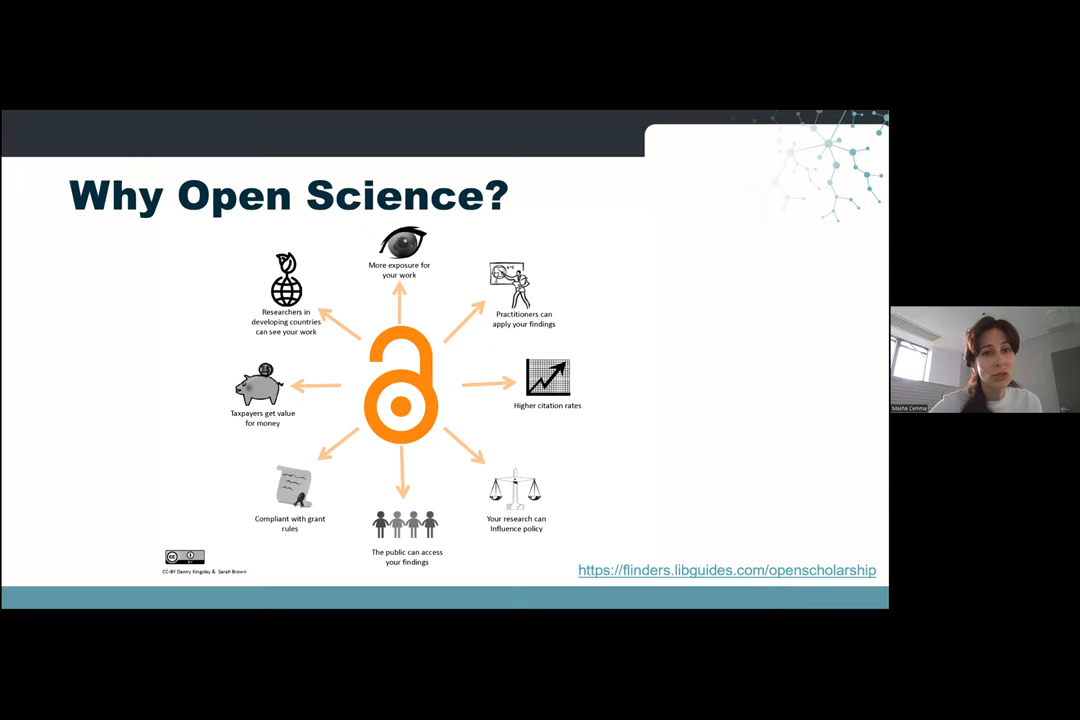 Why Open Science?
More exposure for
your work
Practitioners can
apply your findings
Higher citation rates
Your research can
Influence policy
The public can access
your findings
Compliant with grant
rules
Taxpayers get value
for money
Researchers in
developing countries
can see your work
CC-BY Danny Kingsley & Sarah Brown
https://flinders.libguides.com/openscholarship
Masha Cemma